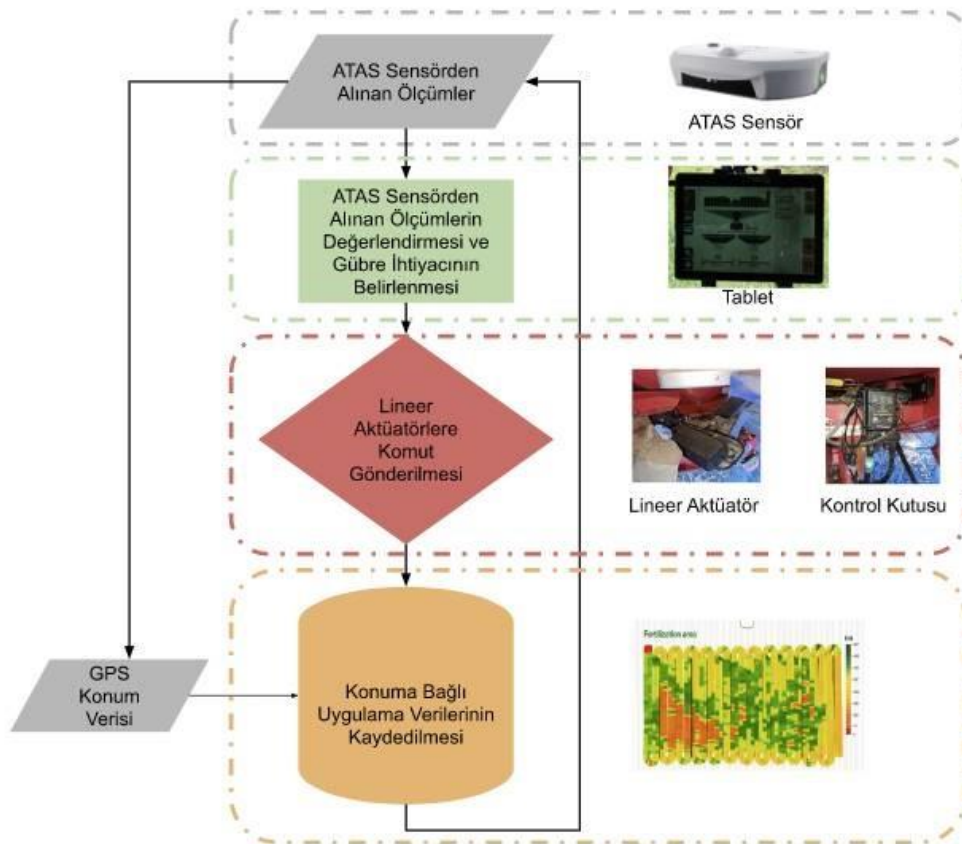 ATAS Sensörden
Alınan Ölçümler
ATAS Sensör
ATAS Sensörden
Alınan Ölçümlerin
Değerlendirmesi ve
Gübre İhtiyacının
Belirlenmesi
Tablet
Lineer
Aktüatörlere
Komut
Gönderilmesi
Lineer Aktüatör
Kontrol Kutusu
GPS
Konum
Verisi
Konuma Bağlı
Uygulama Verilerinin
Kaydedilmesi
Fertilization area